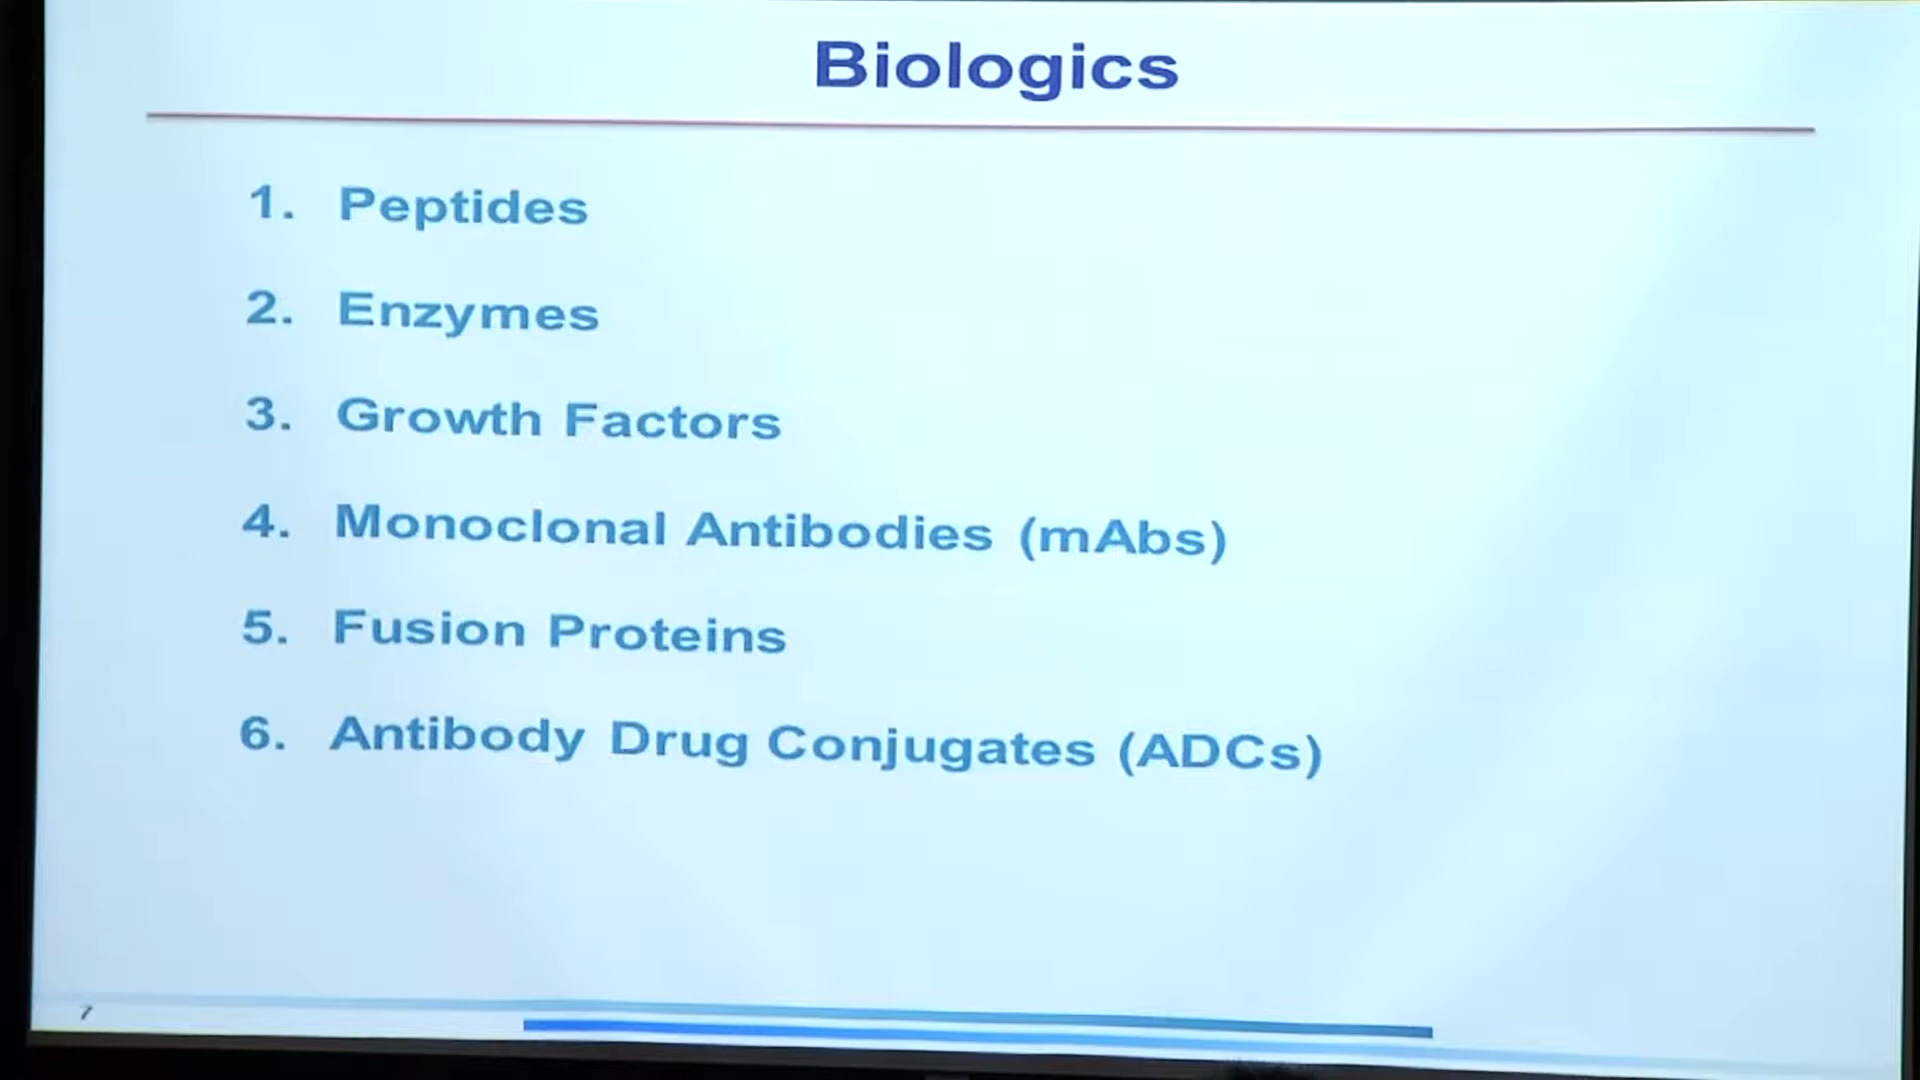 Biologics
1. Peptides
2. Enzymes
3. Growth Factors
4. Monoclonal Antibodies (mAbs)
5. Fusion Proteins
6. Antibody Drug Conjugates (ADCs)
7